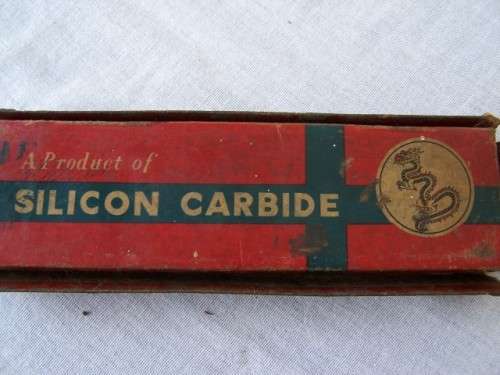 A Product of
SILICON CARBIDE